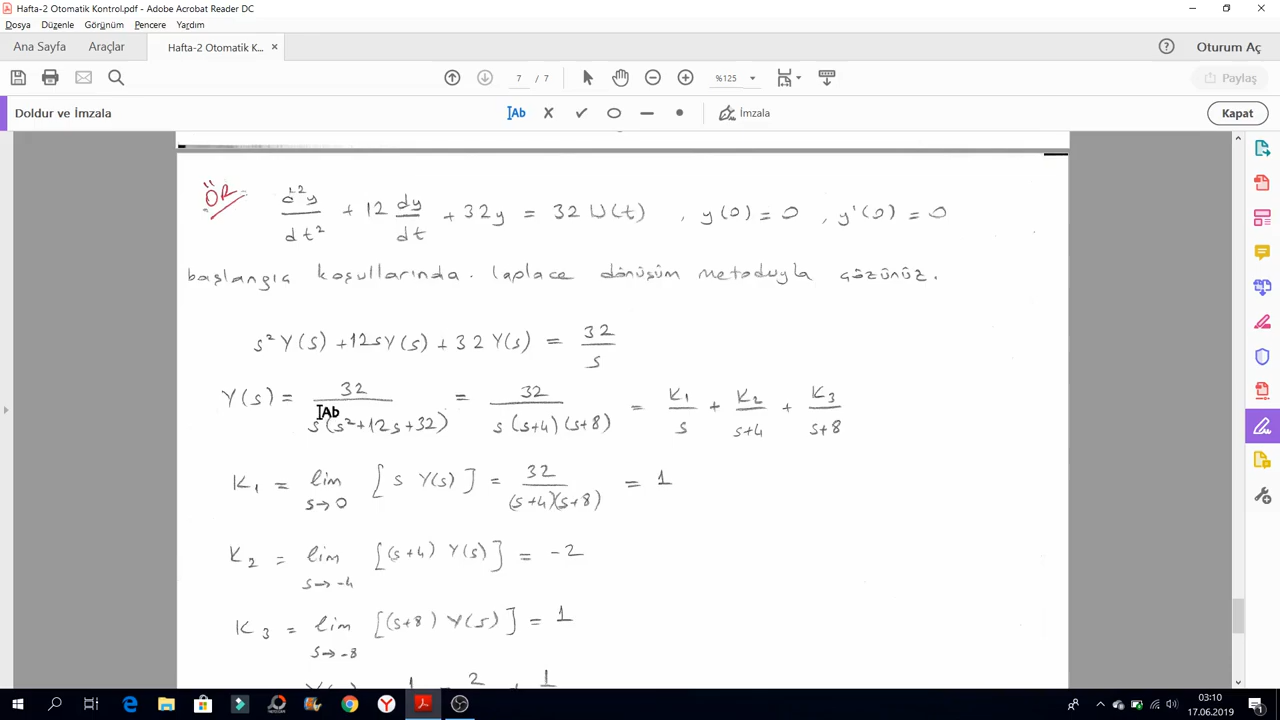 Hafta-2 Otomatik Kontrol.pdf - Adobe Acrobat Reader DC
Dosya Düzenle Görünüm Pencere Yardım
Ana Sayfa Araçlar Hafta-2 Otomatik K... × Oturum Aç
7 / 7 %125 Paylaş
Doldur ve İmzala IAb İmzala Kapat
ÖR d²y/dt² + 12 dy/dt + 32y = 32 U(t) , y(0) = 0 , y'(0) = 0
başlangıç koşullarında. laplace dönüşüm metoduyla çözünüz.
s² Y(s) + 12sY(s) + 32 Y(s) = 32/s
Y(s) = 32/(s(s²+12s+32)) = 32/(s(s+4)(s+8)) = K₁/s + K₂/(s+4) + K₃/(s+8)
K₁ = lim s→0 [s Y(s)] = 32/((s+4)(s+8)) = 1
K₂ = lim s→-4 [(s+4) Y(s)] = -2
K₃ = lim s→-8 [(s+8) Y(s)] = 1
03:10
17.06.2019